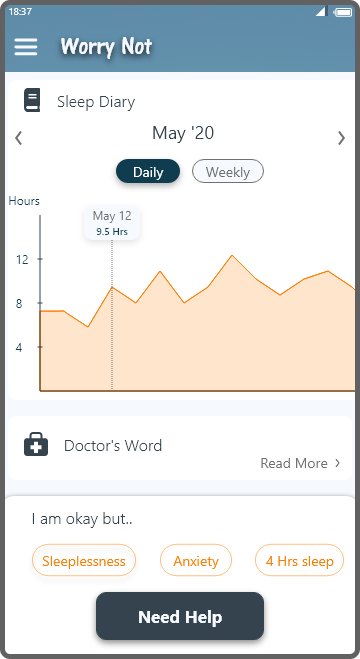 18:37
Worry Not
Sleep Diary
May '20
Daily
Weekly
Hours
May 12
9.5 Hrs
12
8
4
Doctor's Word
Read More
I am okay but..
Sleeplessness
Anxiety
4 Hrs sleep
Need Help